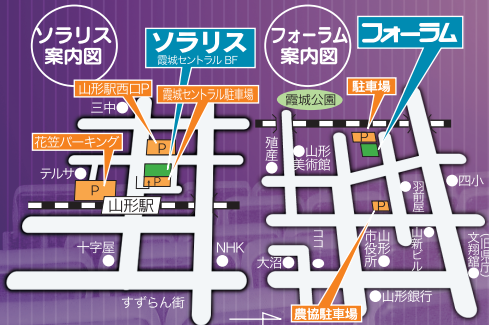 ソラリス
案内図
ソラリス
霞城セントラル BF
山形駅西口P
霞城セントラル駐車場
三中
花笠パーキング
P
テルサ
P
P
山形駅
十字屋
NHK
すずらん街
フォーラム
案内図
フォーラム
駐車場
霞城公園
P
殖産
山形
美術館
羽前屋
四小
P
ココ
大沼
市役所
山形
山新ビル
文翔館
(旧県庁)
山形銀行
農協駐車場